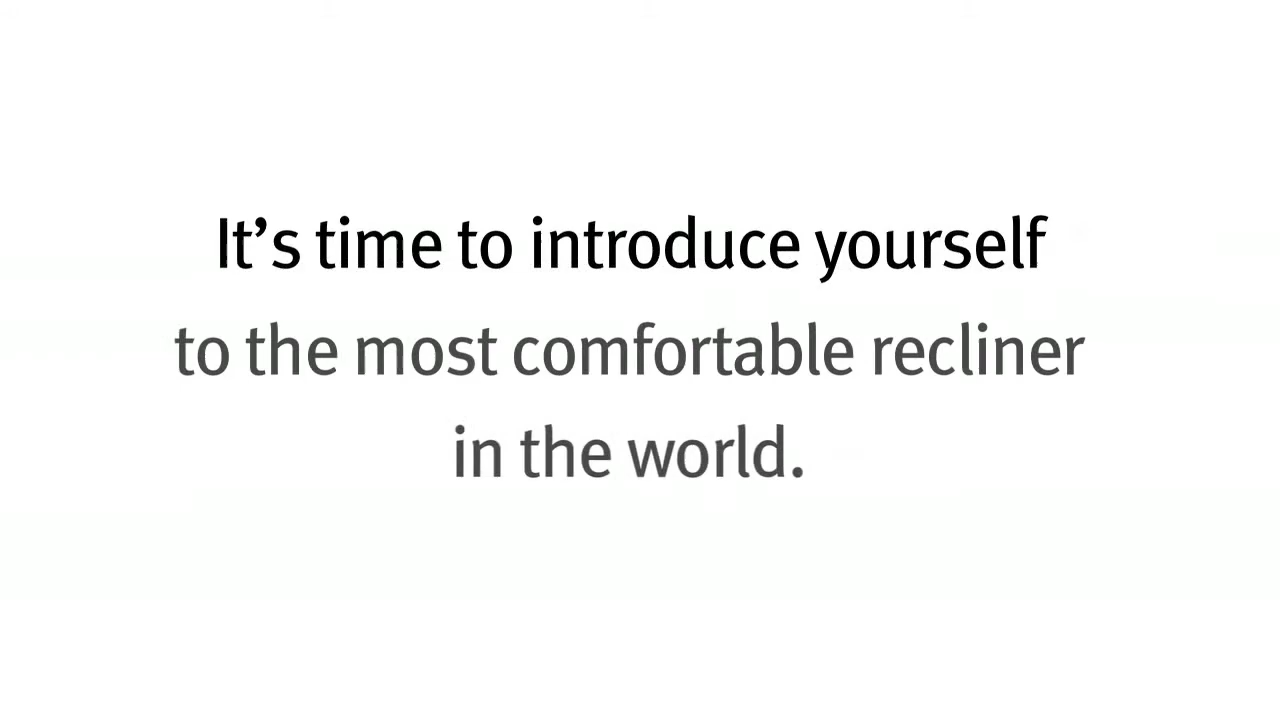 It’s time to introduce yourself
to the most comfortable recliner
in the world.